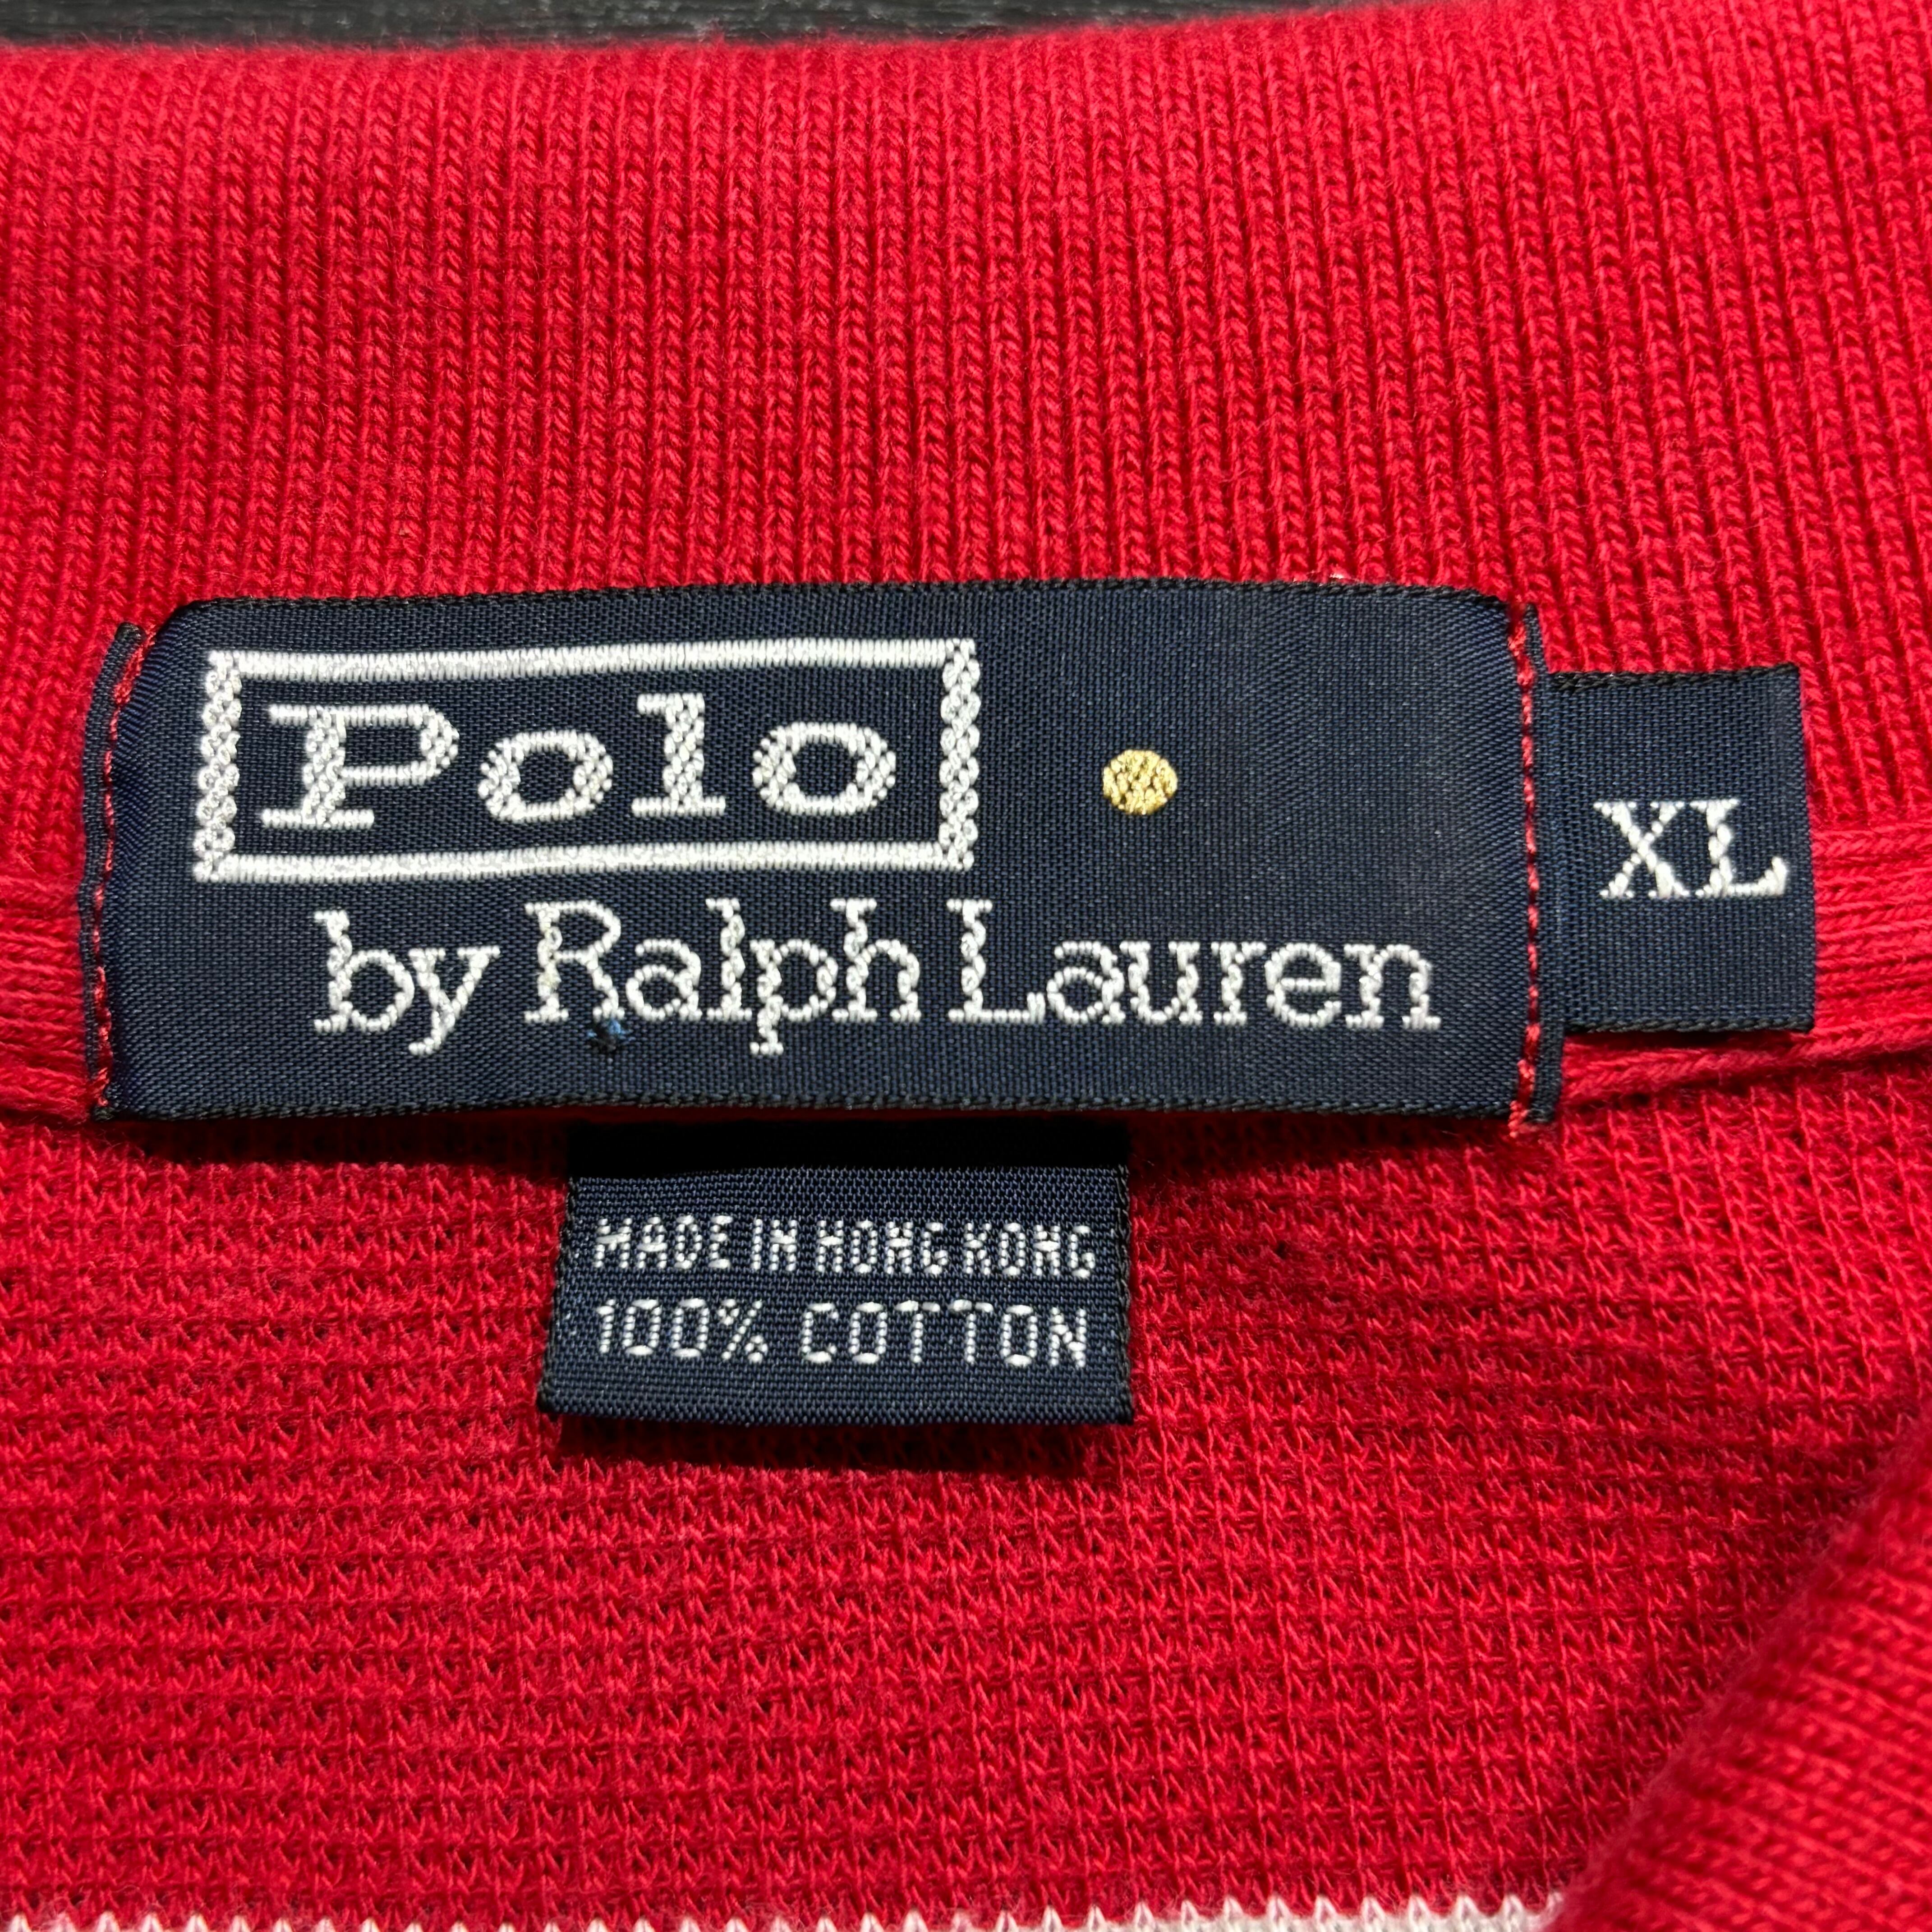 Polo
by Ralph Lauren
XL
MADE IN HONG KONG
100% COTTON